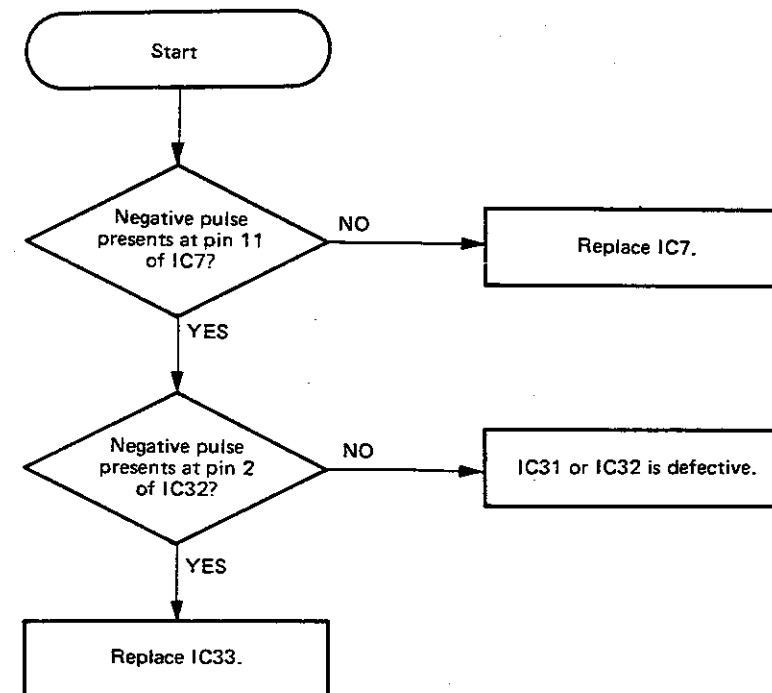 Start
Negative pulse
presents at pin 11
of IC7?
NO
Replace IC7.
YES
Negative pulse
presents at pin 2
of IC32?
NO
IC31 or IC32 is defective.
YES
Replace IC33.